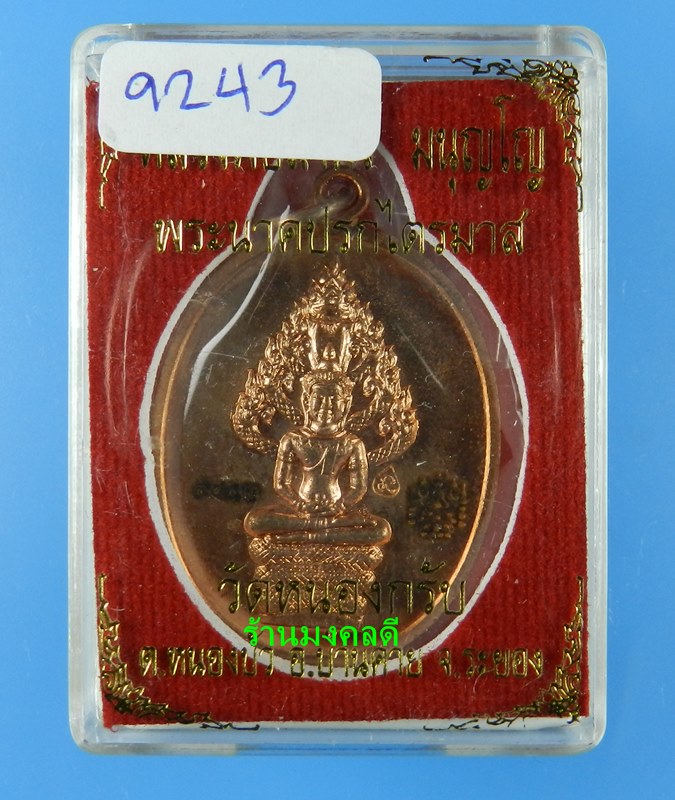 9243
มนุญฺโญ
พระนาคปรกไตรมาส
วัดหนองกรับ
ร้านมงคลดี
ต.หนองบัว อ.บ้านค่าย จ.ระยอง